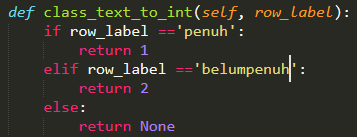 def class_text_to_int(self, row_label):
    if row_label =='penuh':
        return 1
    elif row_label =='belumpenuh':
        return 2
    else:
        return None